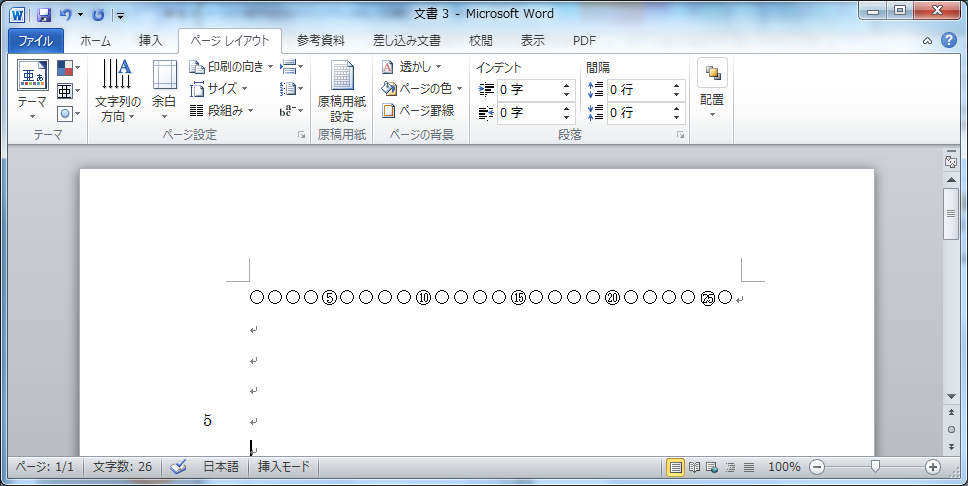 文書 3 - Microsoft Word
ファイル ホーム 挿入 ページ レイアウト 参考資料 差し込み文書 校閲 表示 PDF
亜ぁ テーマ
文字列の方向 余白 印刷の向き サイズ 段組み
原稿用紙設定
透かし ページの色 ページ罫線
インデント 間隔
0 字 0 行
0 字 0 行
配置
テーマ ページ設定 原稿用紙 ページの背景 段落
○○○○⑤○○○○⑩○○○○⑮○○○○⑳○○○○㉕○
5
ページ: 1/1 文字数: 26 日本語 挿入モード 100%